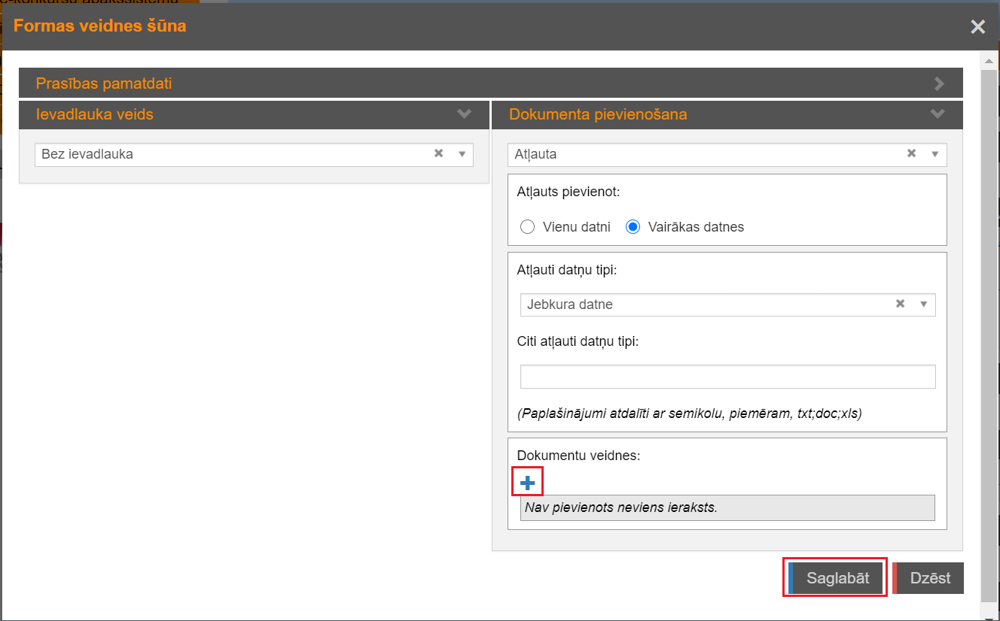 Formas veidnes šūna
Prasības pamatdati
Ievadlauka veids
Bez ievadlauka
Dokumenta pievienošana
Atļauta
Atļauts pievienot:
Vienu datni Vairākas datnes
Atļauti datņu tipi:
Jebkura datne
Citi atļauti datņu tipi:
(Paplašinājumi atdalīti ar semikolu, piemēram, txt;doc;xls)
Dokumentu veidnes:
Nav pievienots neviens ieraksts.
Saglabāt Dzēst